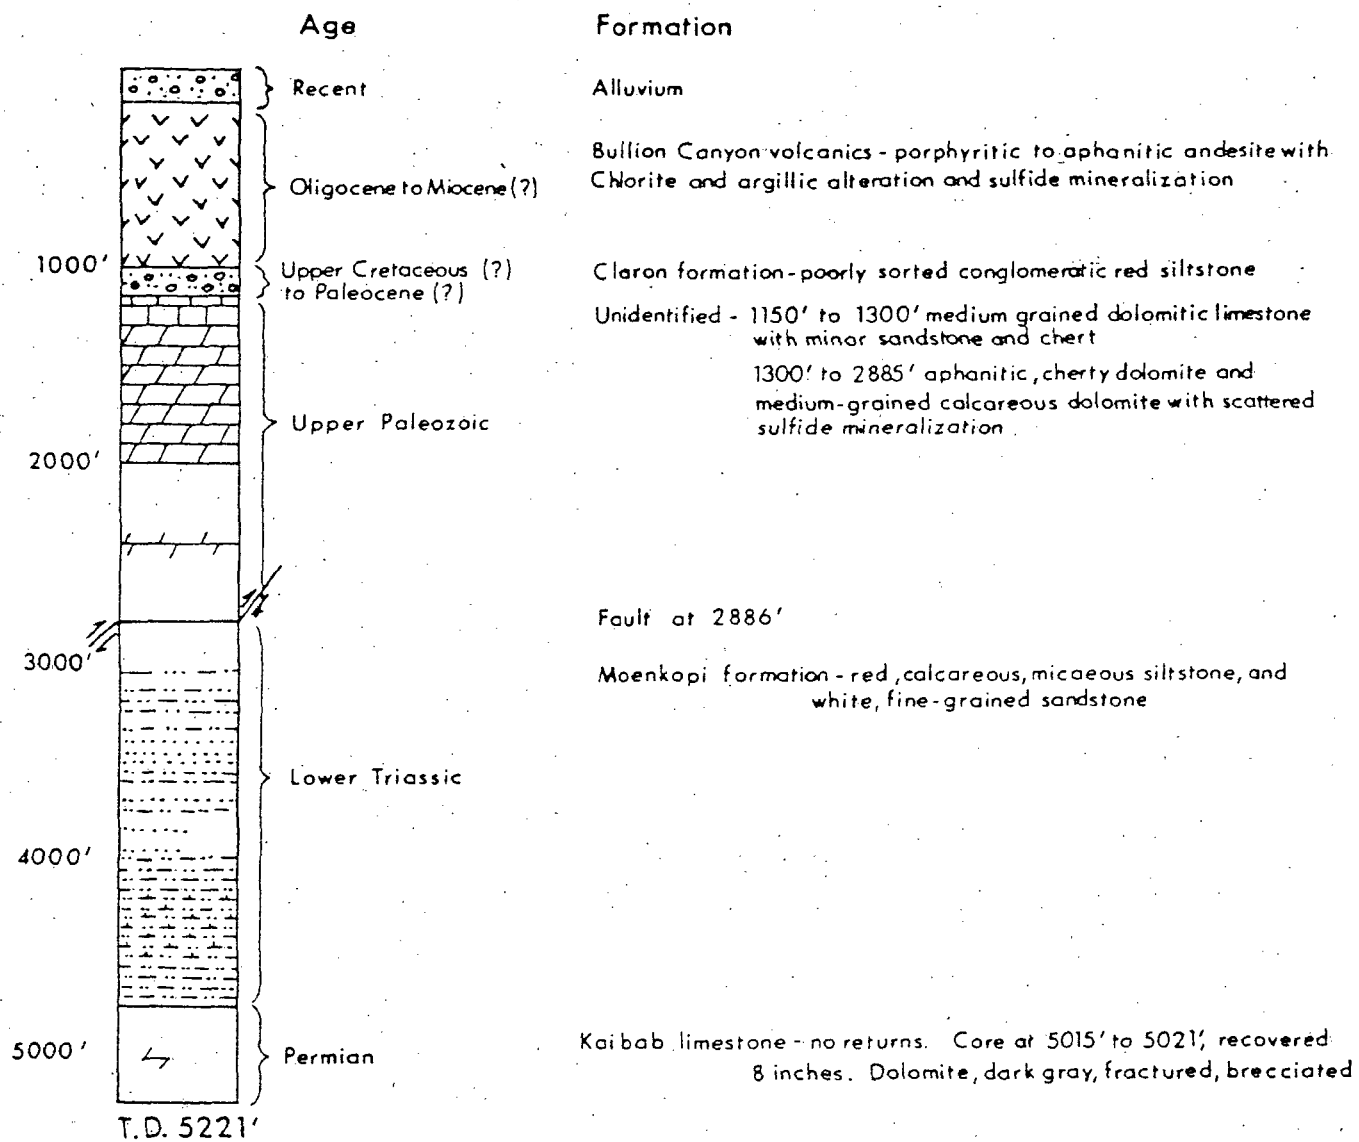 Age Formation
Recent Alluvium
Bullion Canyon volcanics - porphyritic to aphanitic andesite with
Oligocene to Miocene (?) Chlorite and argillic alteration and sulfide mineralization
1000' Upper Cretaceous (?) Claron formation - poorly sorted conglomeratic red siltstone
to Paleocene (?)
Unidentified - 1150' to 1300' medium grained dolomitic limestone
with minor sandstone and chert
1300' to 2885' aphanitic, cherty dolomite and
medium-grained calcareous dolomite with scattered
Upper Paleozoic sulfide mineralization
2000'
Fault at 2886'
3000' Moenkopi formation - red, calcareous, micaeous siltstone, and
white, fine-grained sandstone
Lower Triassic
4000'
Kaibab limestone - no returns. Core at 5015' to 5021', recovered
5000' Permian 8 inches. Dolomite, dark gray, fractured, brecciated
T.D. 5221'